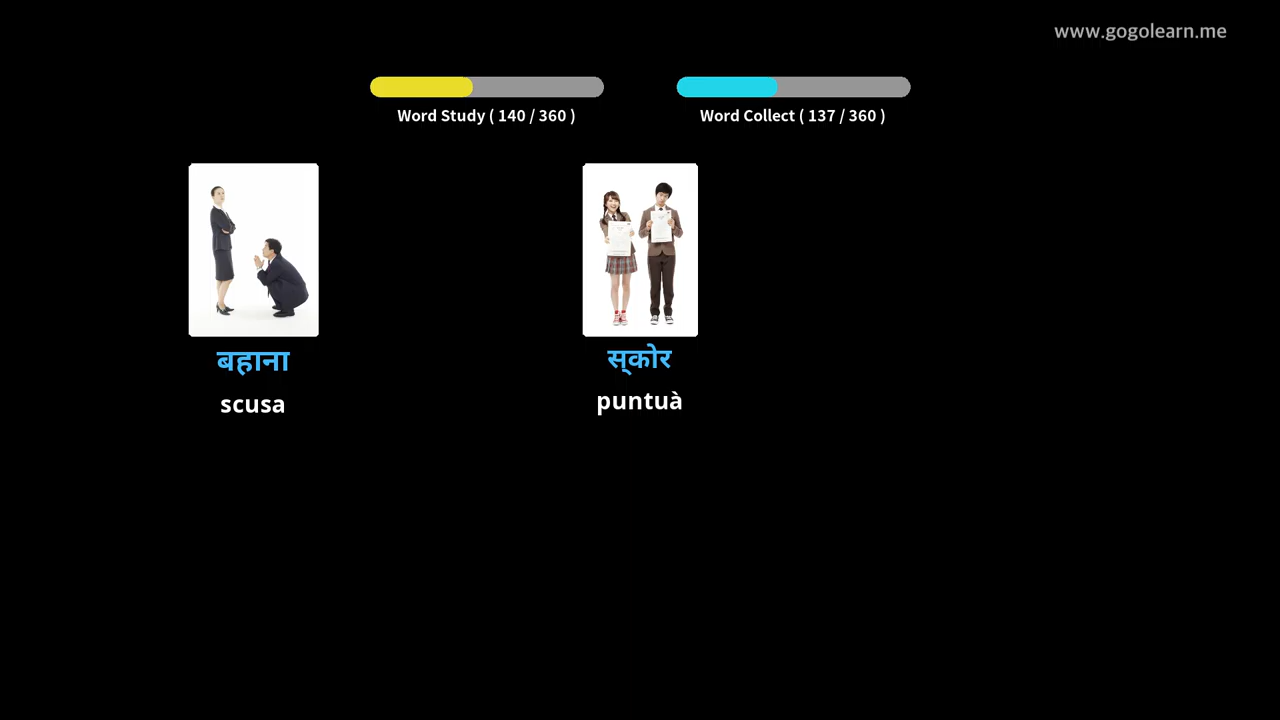 www.gogolearn.me
Word Study ( 140 / 360 )
Word Collect ( 137 / 360 )
बहाना
scusa
स्कोर
puntuà